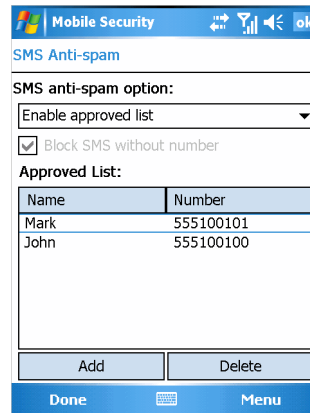 Mobile Security ok
SMS Anti-spam
SMS anti-spam option:
Enable approved list
Block SMS without number
Approved List:
Name Number
Mark 555100101
John 555100100
Add Delete
Done Menu